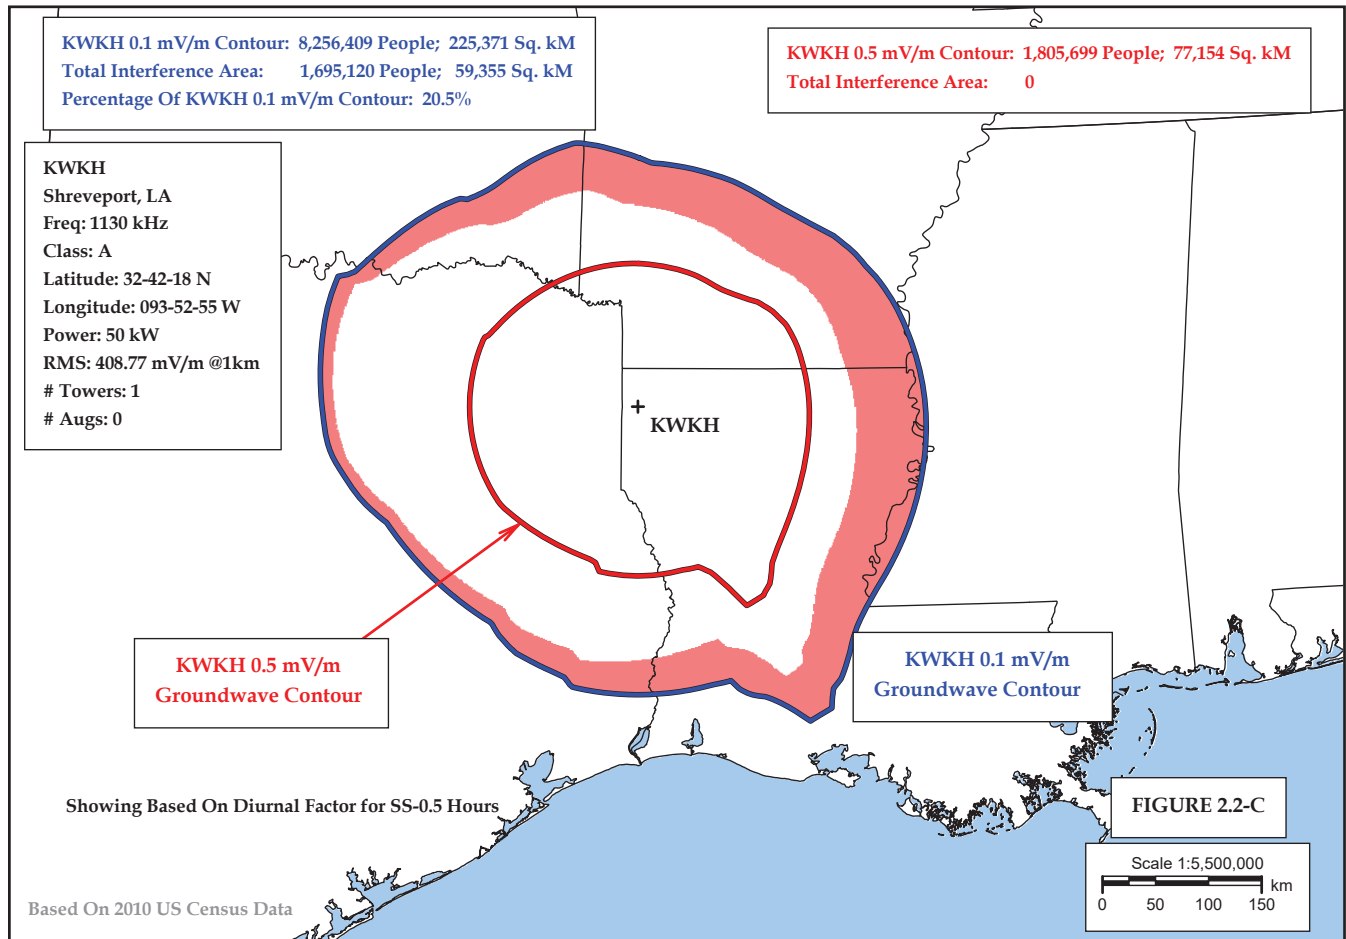 KWKH 0.1 mV/m Contour: 8,256,409 People; 225,371 Sq. kM
Total Interference Area: 1,695,120 People; 59,355 Sq. kM
Percentage Of KWKH 0.1 mV/m Contour: 20.5%
KWKH 0.5 mV/m Contour: 1,805,699 People; 77,154 Sq. kM
Total Interference Area: 0
KWKH
Shreveport, LA
Freq: 1130 kHz
Class: A
Latitude: 32-42-18 N
Longitude: 093-52-55 W
Power: 50 kW
RMS: 408.77 mV/m @1km
# Towers: 1
# Augs: 0
KWKH
KWKH 0.5 mV/m
Groundwave Contour
KWKH 0.1 mV/m
Groundwave Contour
Showing Based On Diurnal Factor for SS-0.5 Hours
FIGURE 2.2-C
Scale 1:5,500,000
km
0 50 100 150
Based On 2010 US Census Data